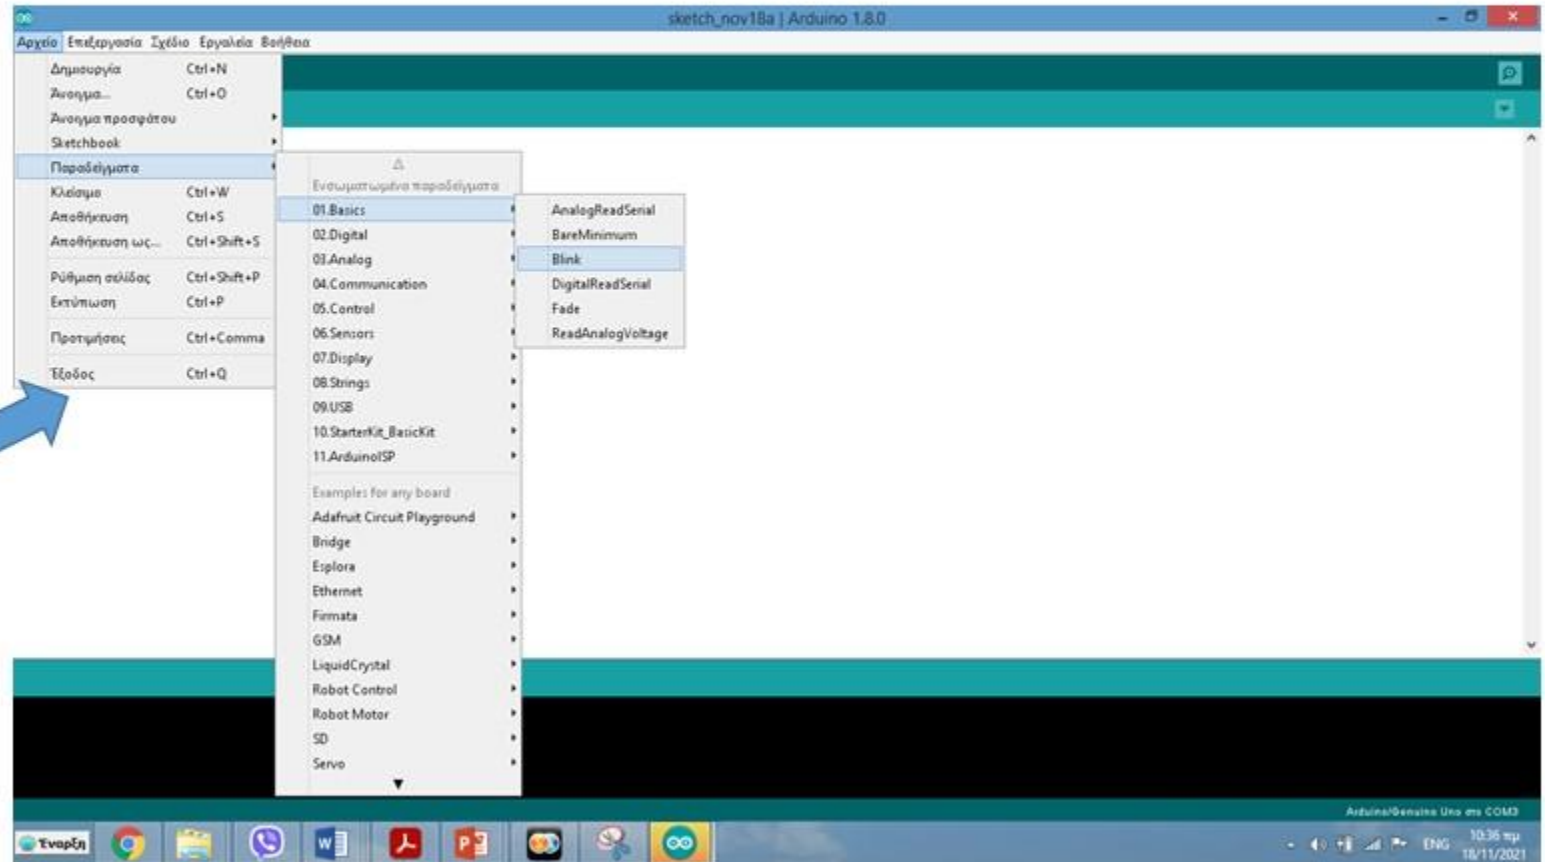 sketch_nov18a | Arduino 1.8.0
Αρχείο Επεξεργασία Σχέδιο Εργαλεία Βοήθεια
Δημιουργία Ctrl+N
Άνοιγμα... Ctrl+O
Άνοιγμα προσφάτου
Sketchbook
Παραδείγματα
Κλείσιμο Ctrl+W
Αποθήκευση Ctrl+S
Αποθήκευση ως... Ctrl+Shift+S
Ρύθμιση σελίδας Ctrl+Shift+P
Εκτύπωση Ctrl+P
Προτιμήσεις Ctrl+Comma
Έξοδος Ctrl+Q
Ενσωματωμένα παραδείγματα
01.Basics
02.Digital
03.Analog
04.Communication
05.Control
06.Sensors
07.Display
08.Strings
09.USB
10.StarterKit_BasicKit
11.ArduinoISP
Examples for any board
Adafruit Circuit Playground
Bridge
Esplora
Ethernet
Firmata
GSM
LiquidCrystal
Robot Control
Robot Motor
SD
Servo
AnalogReadSerial
BareMinimum
Blink
DigitalReadSerial
Fade
ReadAnalogVoltage
Arduino/Genuino Uno στο COM3
Έναρξη
ENG
10:36 πμ
18/11/2021